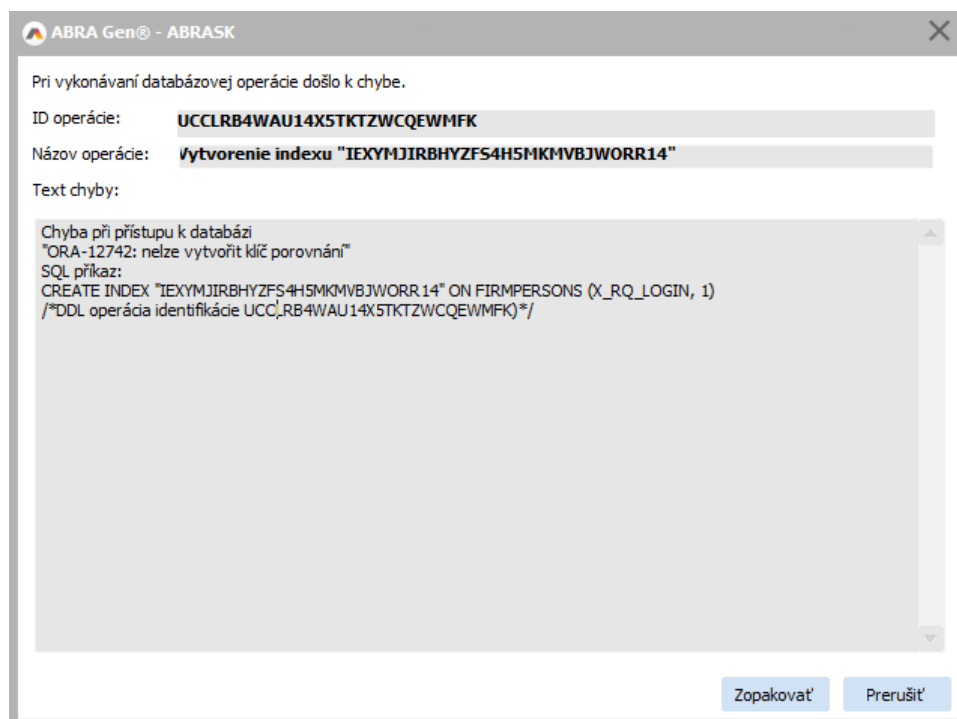 ABRA Gen® - ABRASK
Pri vykonávaní databázovej operácie došlo k chybe.
ID operácie: UCCLRB4WAU14X5TKTZWCQEWMFK
Názov operácie: Vytvorenie indexu "IEXYMJIRBHYZFS4H5MKMVBJWORR14"
Text chyby:
Chyba při přístupu k databázi
"ORA-12742: nelze vytvořit klíč porovnání"
SQL příkaz:
CREATE INDEX "IEXYMJIRBHYZFS4H5MKMVBJWORR14" ON FIRMPERSONS (X_RQ_LOGIN, 1)
/*DDL operácia identifikácie UCCLRB4WAU14X5TKTZWCQEWMFK)*/
Zopakovať Prerušiť